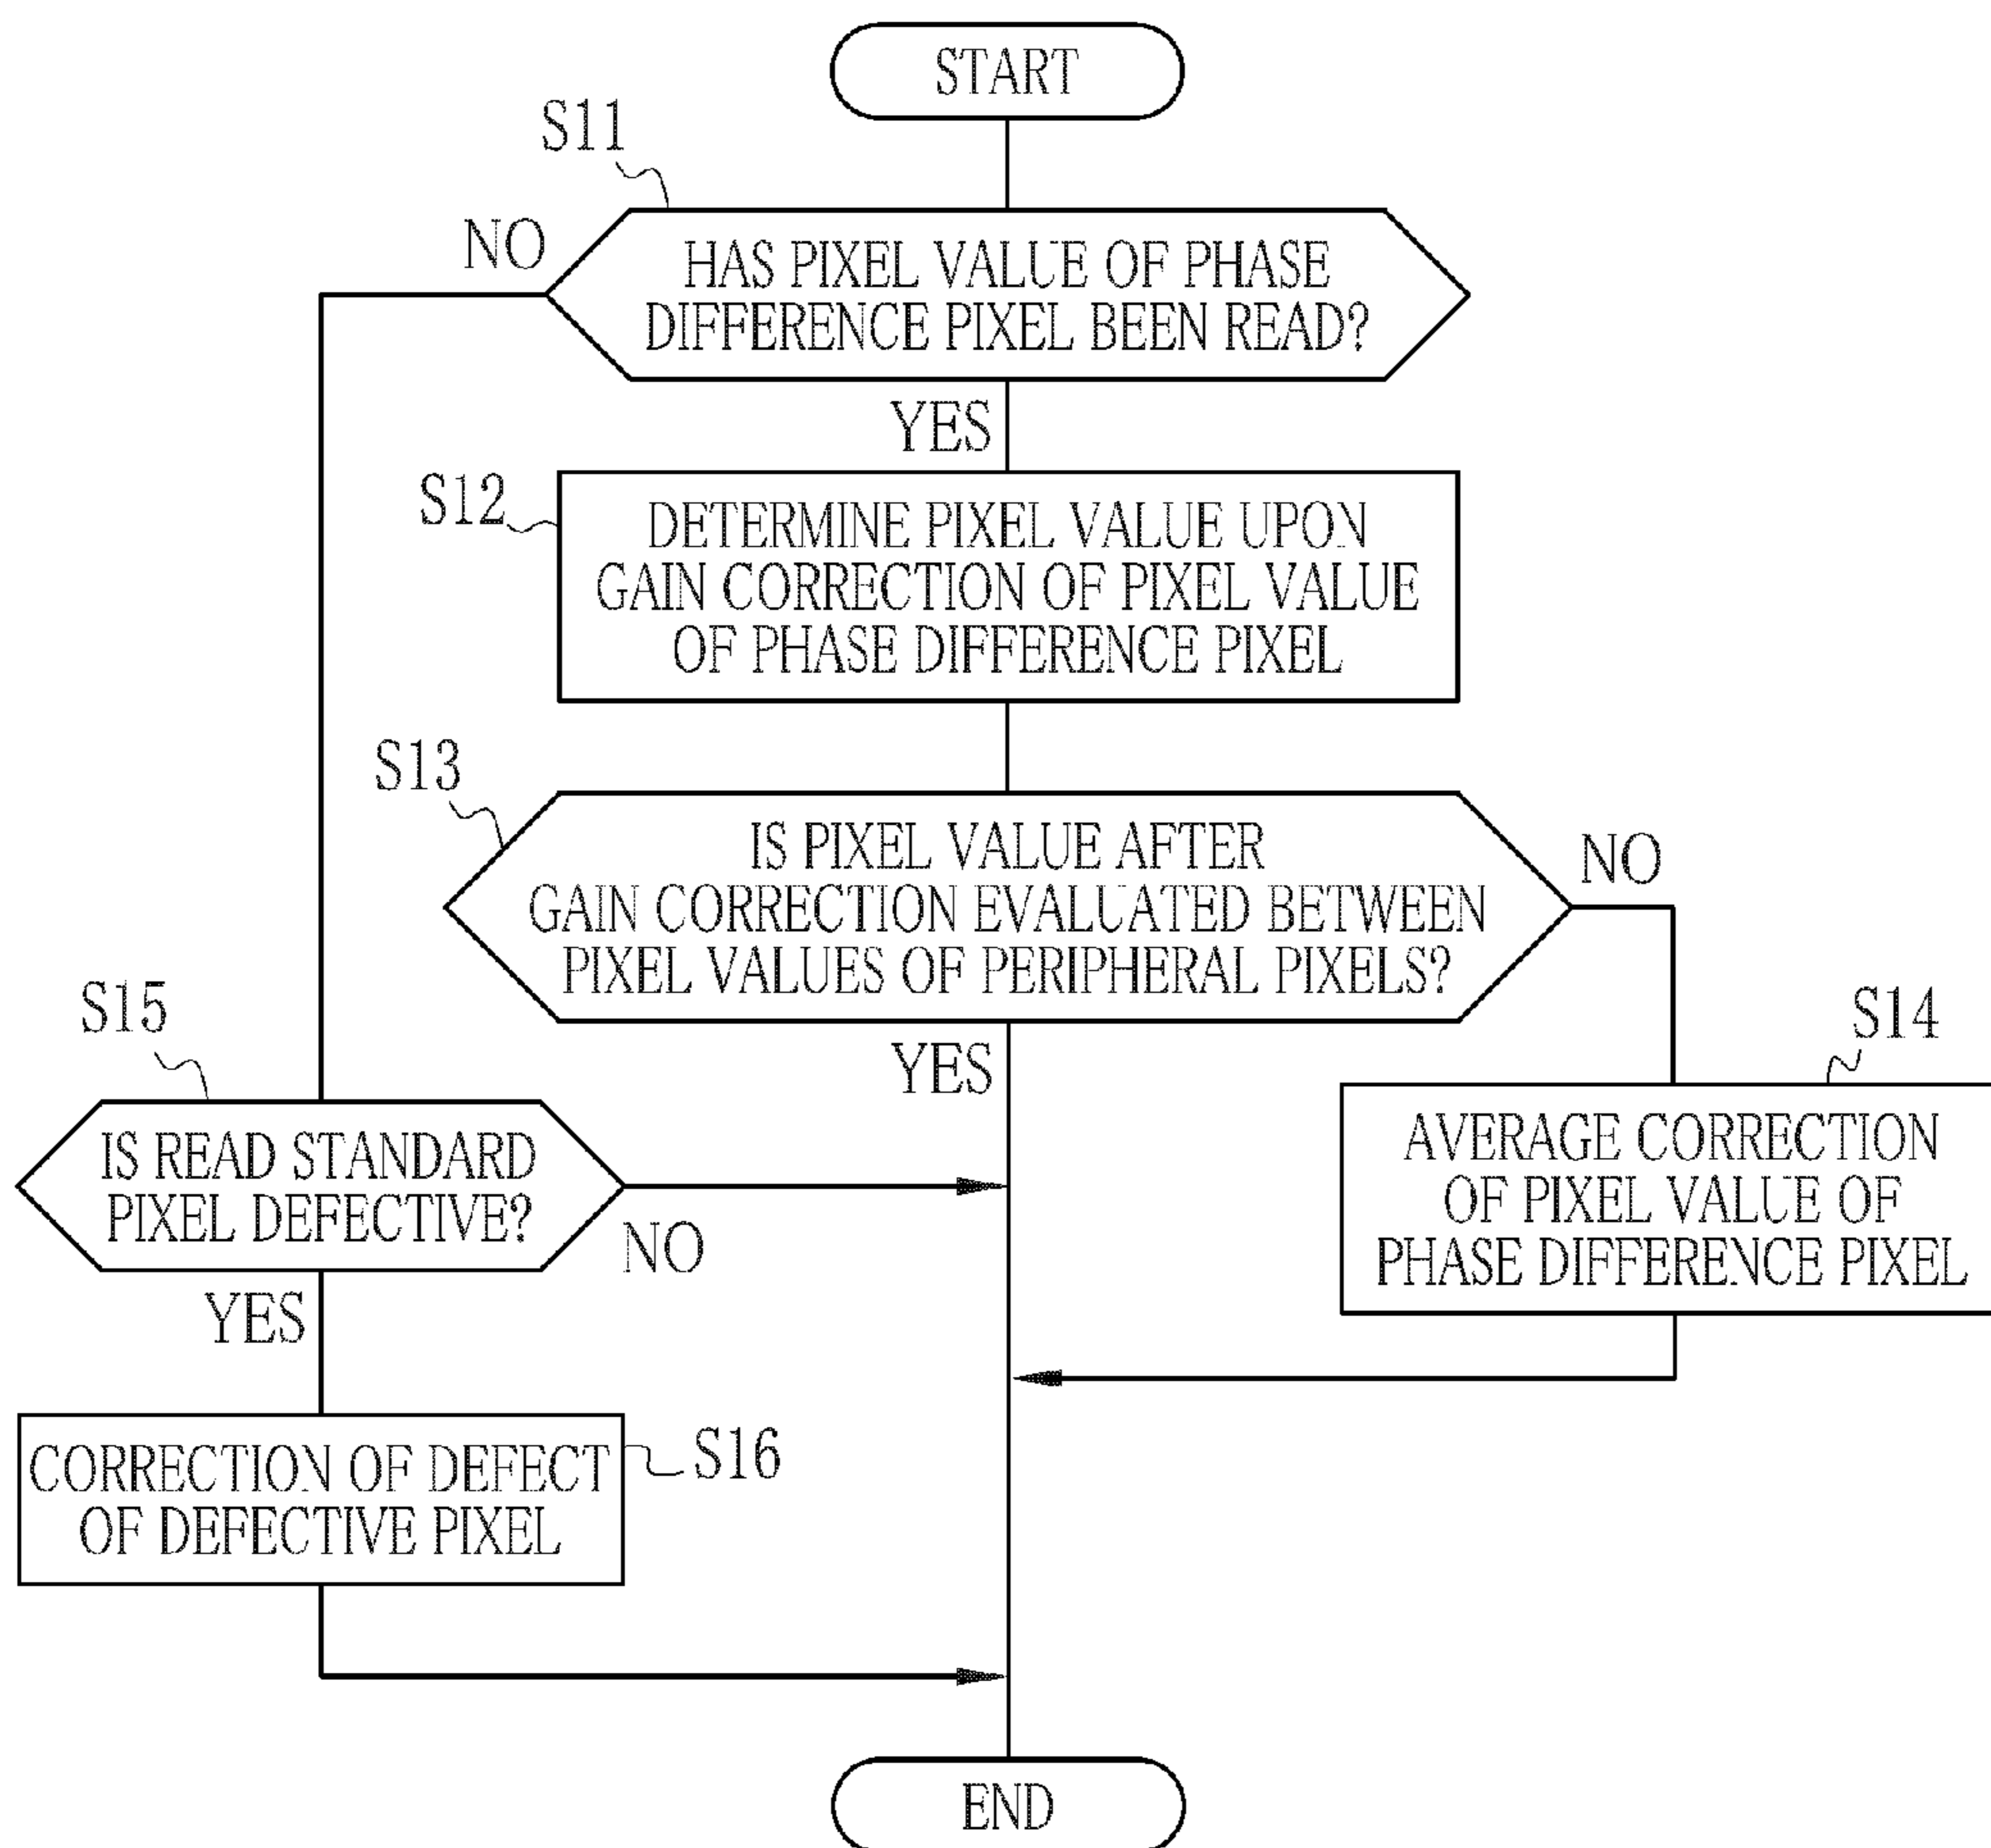 START
S11
NO
HAS PIXEL VALUE OF PHASE
DIFFERENCE PIXEL BEEN READ?
YES
S12
DETERMINE PIXEL VALUE UPON
GAIN CORRECTION OF PIXEL VALUE
OF PHASE DIFFERENCE PIXEL
S13
IS PIXEL VALUE AFTER
GAIN CORRECTION EVALUATED BETWEEN
PIXEL VALUES OF PERIPHERAL PIXELS?
NO
YES
S14
AVERAGE CORRECTION
OF PIXEL VALUE OF
PHASE DIFFERENCE PIXEL
S15
IS READ STANDARD
PIXEL DEFECTIVE?
NO
YES
CORRECTION OF DEFECT
OF DEFECTIVE PIXEL
S16
END